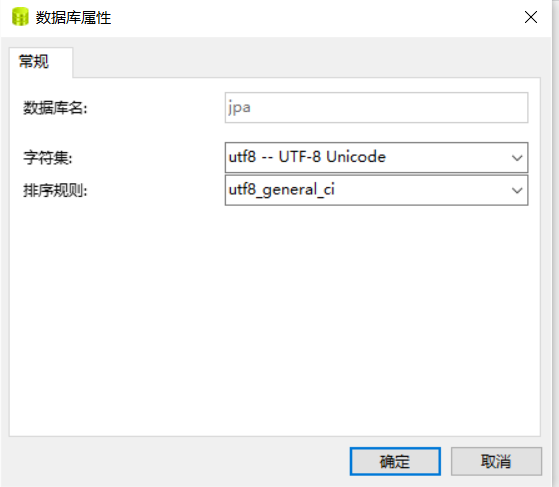 数据库属性
常规
数据库名: jpa
字符集: utf8 -- UTF-8 Unicode
排序规则: utf8_general_ci
确定 取消